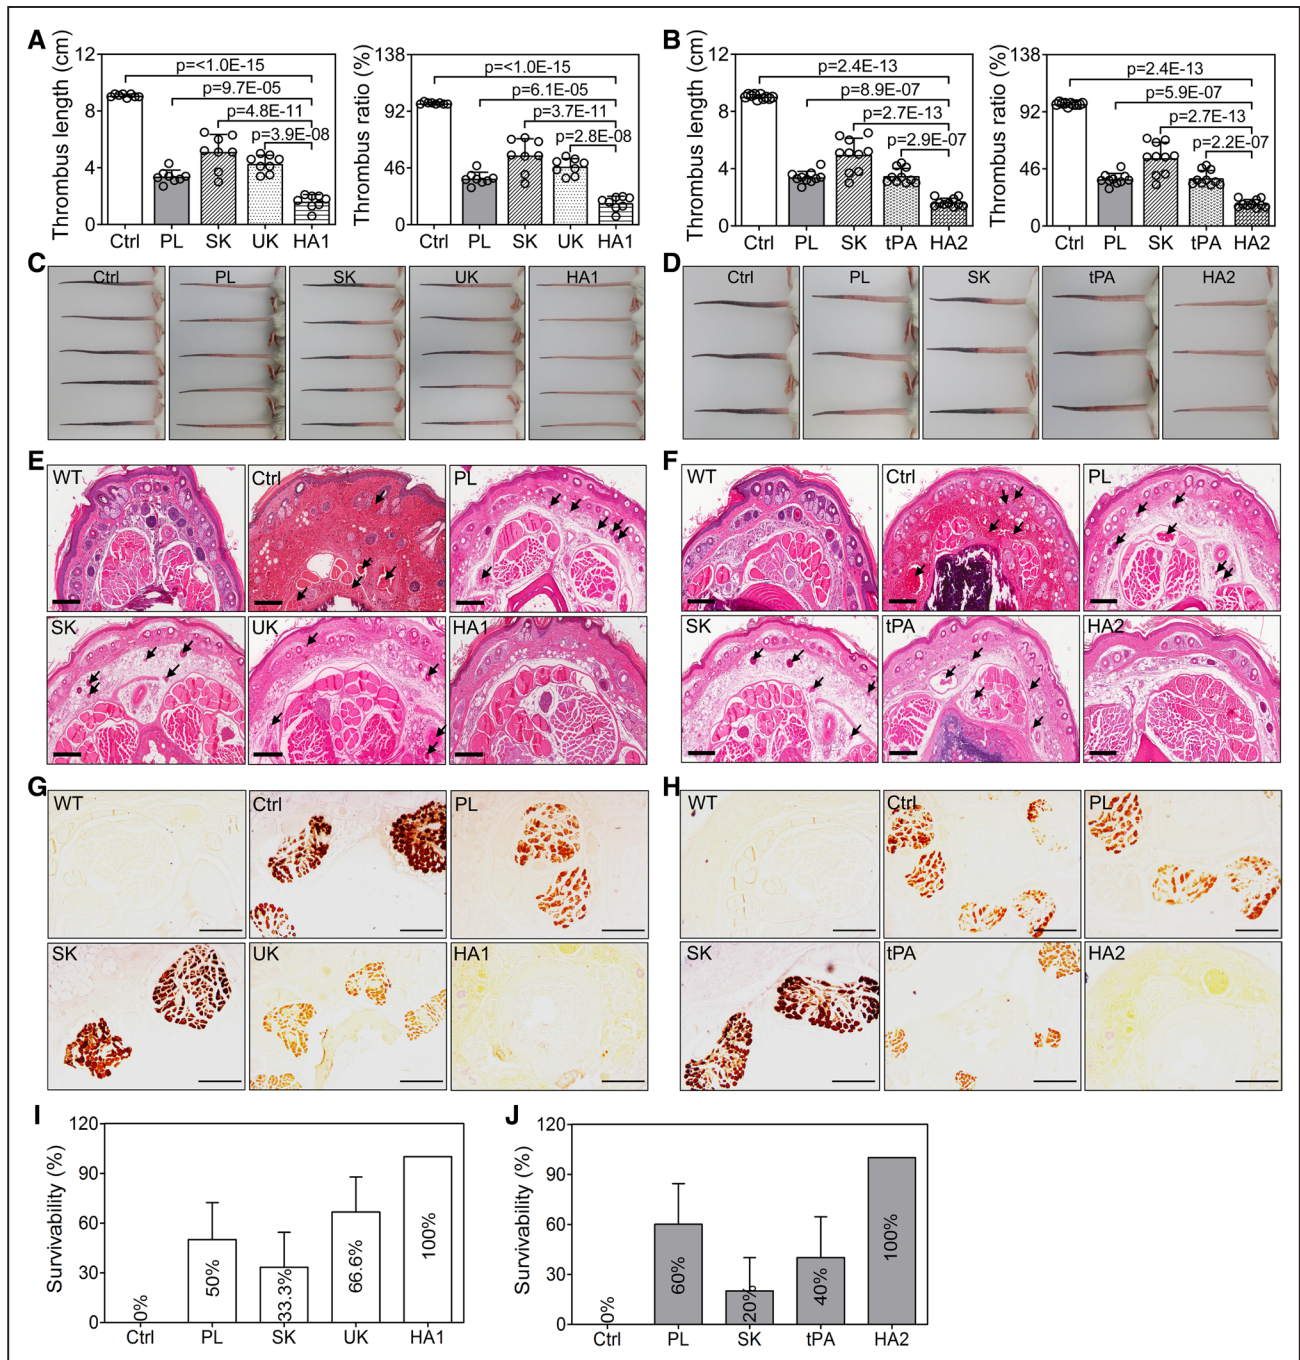 A
B
Thrombus length (cm)
12
8
4
0
p=<1.0E-15
p=9.7E-05
p=4.8E-11
p=3.9E-08
Ctrl PL SK UK HA1
Thrombus ratio (%)
138
92
46
0
p=<1.0E-15
p=6.1E-05
p=3.7E-11
p=2.8E-08
Ctrl PL SK UK HA1
Thrombus length (cm)
12
8
4
0
p=2.4E-13
p=8.9E-07
p=2.7E-13
p=2.9E-07
Ctrl PL SK tPA HA2
Thrombus ratio (%)
138
92
46
0
p=2.4E-13
p=5.9E-07
p=2.7E-13
p=2.2E-07
Ctrl PL SK tPA HA2
C
Ctrl PL SK UK HA1
D
Ctrl PL SK tPA HA2
E
WT Ctrl PL
SK UK HA1
F
WT Ctrl PL
SK tPA HA2
G
WT Ctrl PL
SK UK HA1
H
WT Ctrl PL
SK tPA HA2
I
Survivability (%)
120
90
60
30
0
0% 50% 33.3% 66.6% 100%
Ctrl PL SK UK HA1
J
Survivability (%)
120
90
60
30
0
0% 60% 20% 40% 100%
Ctrl PL SK tPA HA2